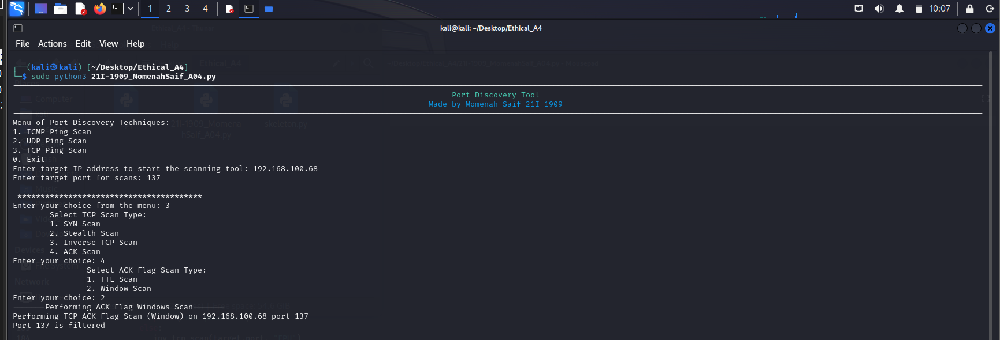 1 2 3 4
10:07
kali@kali: ~/Desktop/Ethical_A4
File Actions Edit View Help
┌──(kali㉿kali)-[~/Desktop/Ethical_A4]
└─$ sudo python3 21I-1909_MomenahSaif_A04.py
Port Discovery Tool
Made by Momenah Saif-21I-1909
Menu of Port Discovery Techniques:
1. ICMP Ping Scan
2. UDP Ping Scan
3. TCP Ping Scan
0. Exit
Enter target IP address to start the scanning tool: 192.168.100.68
Enter target port for scans: 137
****************************************
Enter your choice from the menu: 3
Select TCP Scan Type:
1. SYN Scan
2. Stealth Scan
3. Inverse TCP Scan
4. ACK Scan
Enter your choice: 4
Select ACK Flag Scan Type:
1. TTL Scan
2. Window Scan
Enter your choice: 2
———————Performing ACK Flag Windows Scan———————
Performing TCP ACK Flag Scan (Window) on 192.168.100.68 port 137
Port 137 is filtered